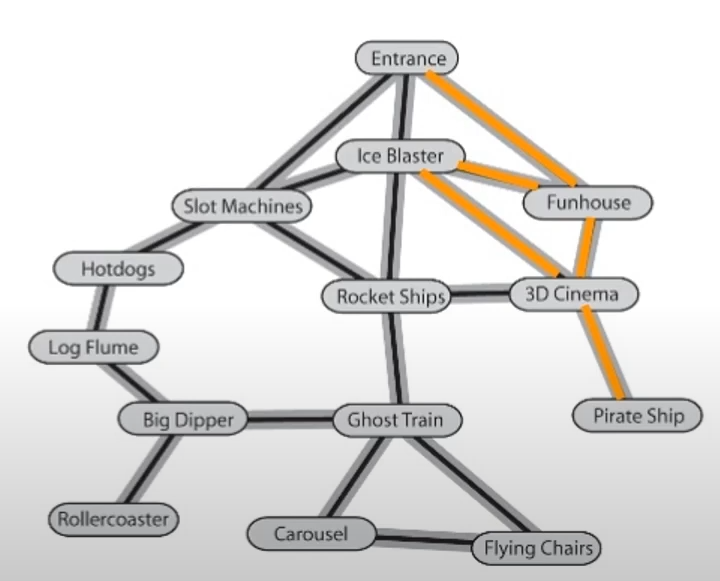 Entrance
Ice Blaster
Slot Machines
Funhouse
Hotdogs
Rocket Ships
3D Cinema
Log Flume
Big Dipper
Ghost Train
Pirate Ship
Rollercoaster
Carousel
Flying Chairs